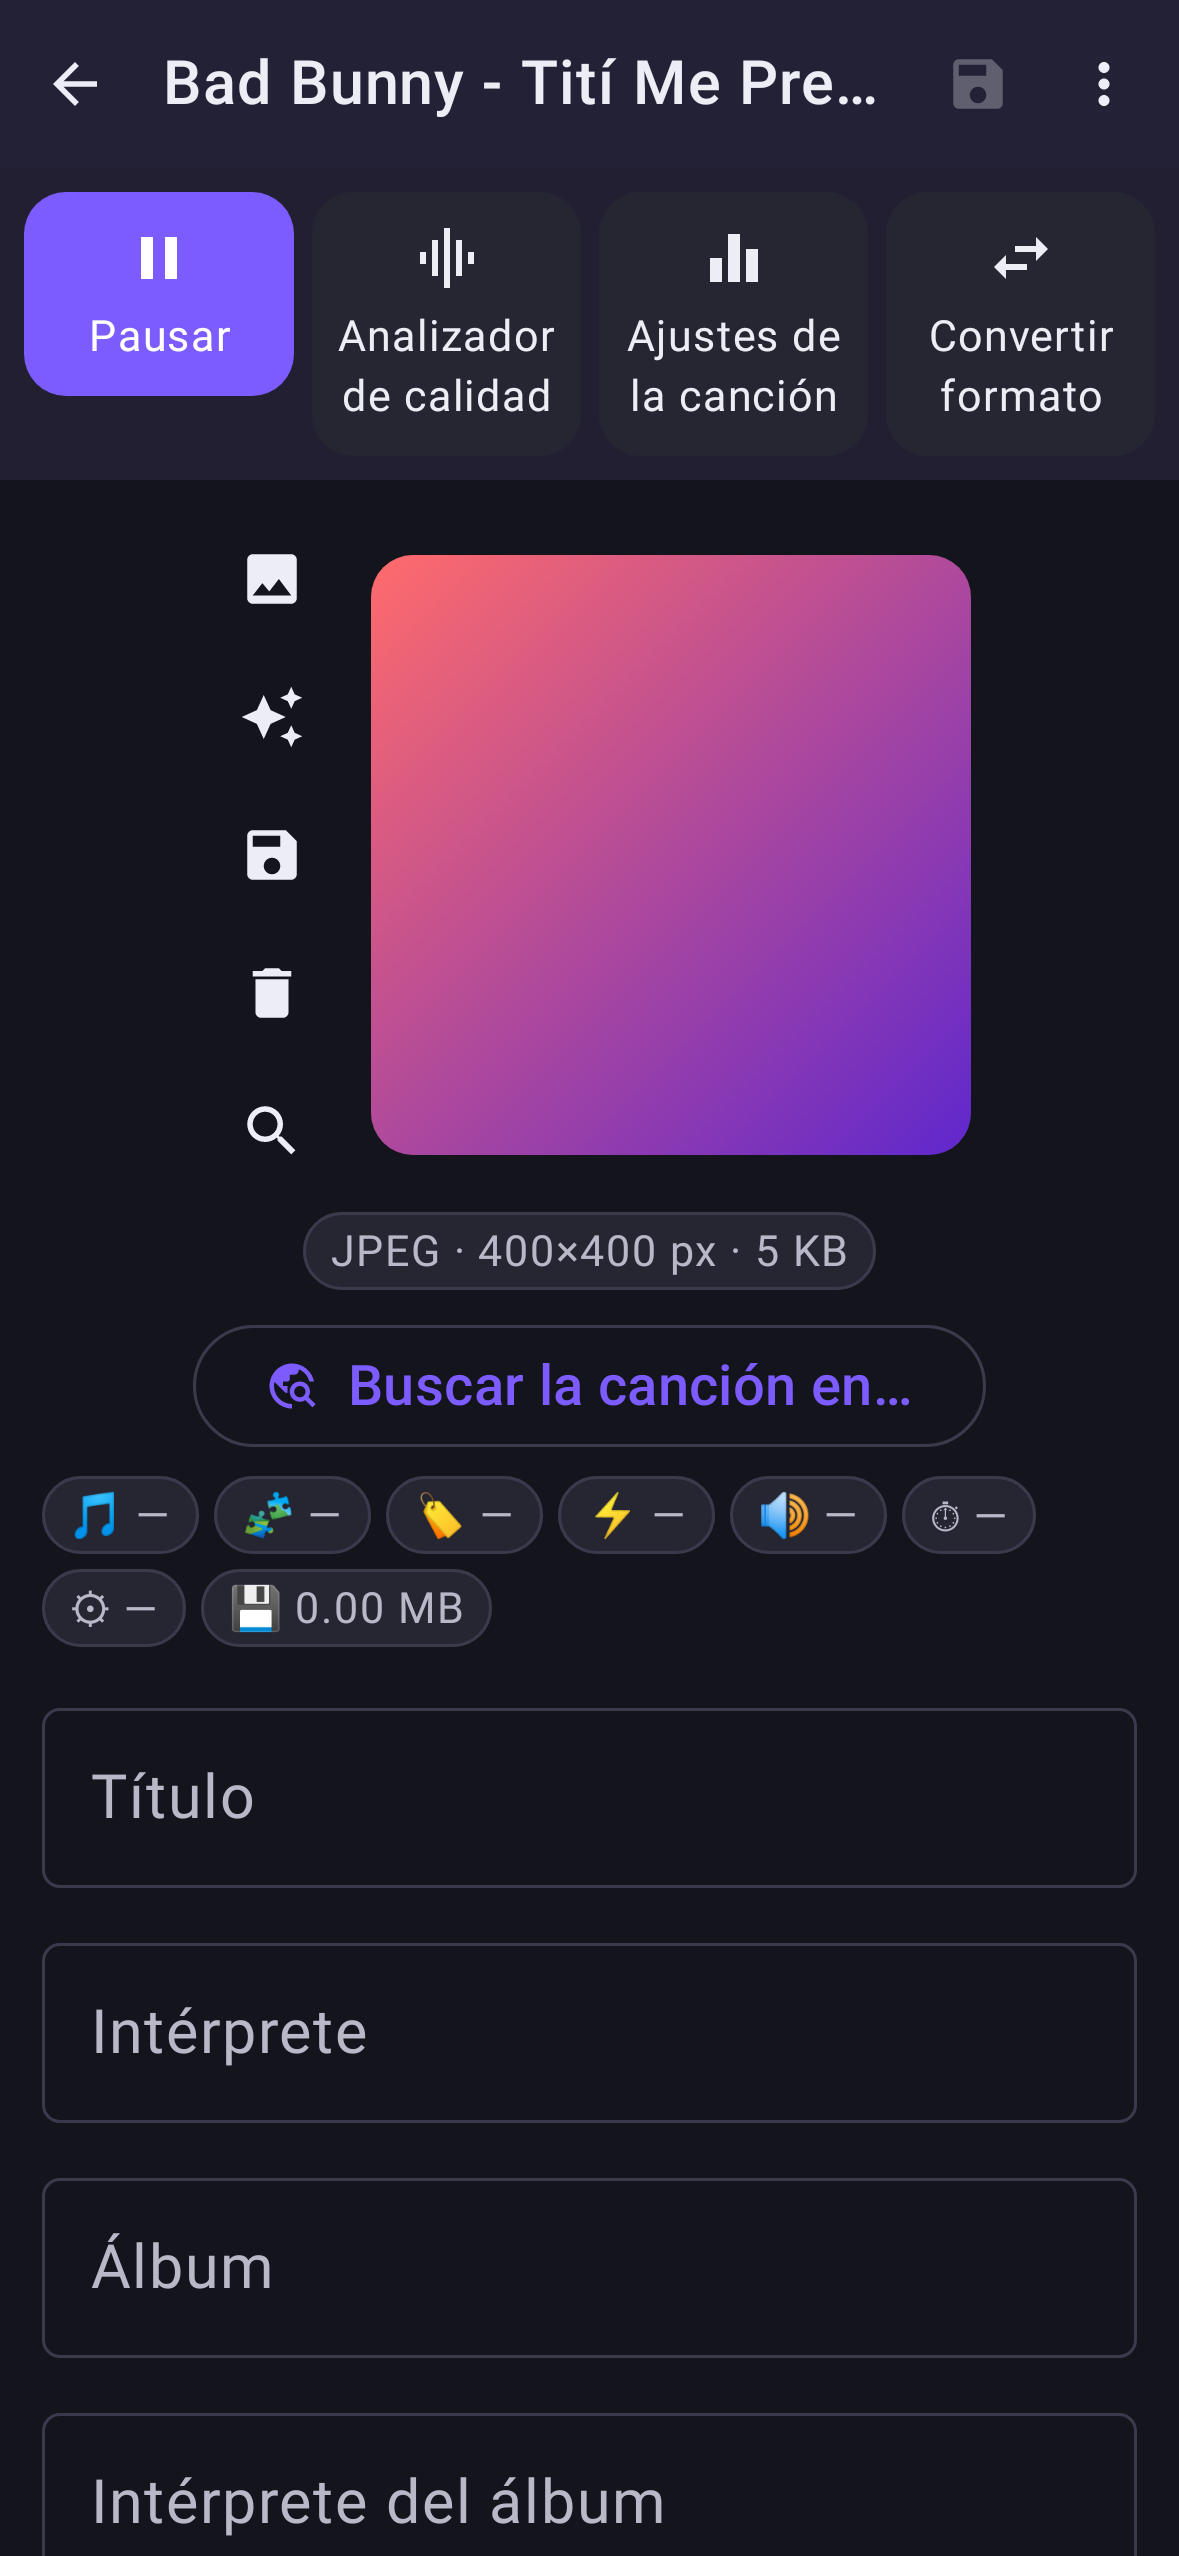 Bad Bunny - Tití Me Pre...
Pausar
Analizador
de calidad
Ajustes de
la canción
Convertir
formato
JPEG · 400×400 px · 5 KB
Buscar la canción en...
🎵 —
🧩 —
🏷️ —
⚡ —
🔊 —
⏱ —
⚙ —
💾 0.00 MB
Título
Intérprete
Álbum
Intérprete del álbum